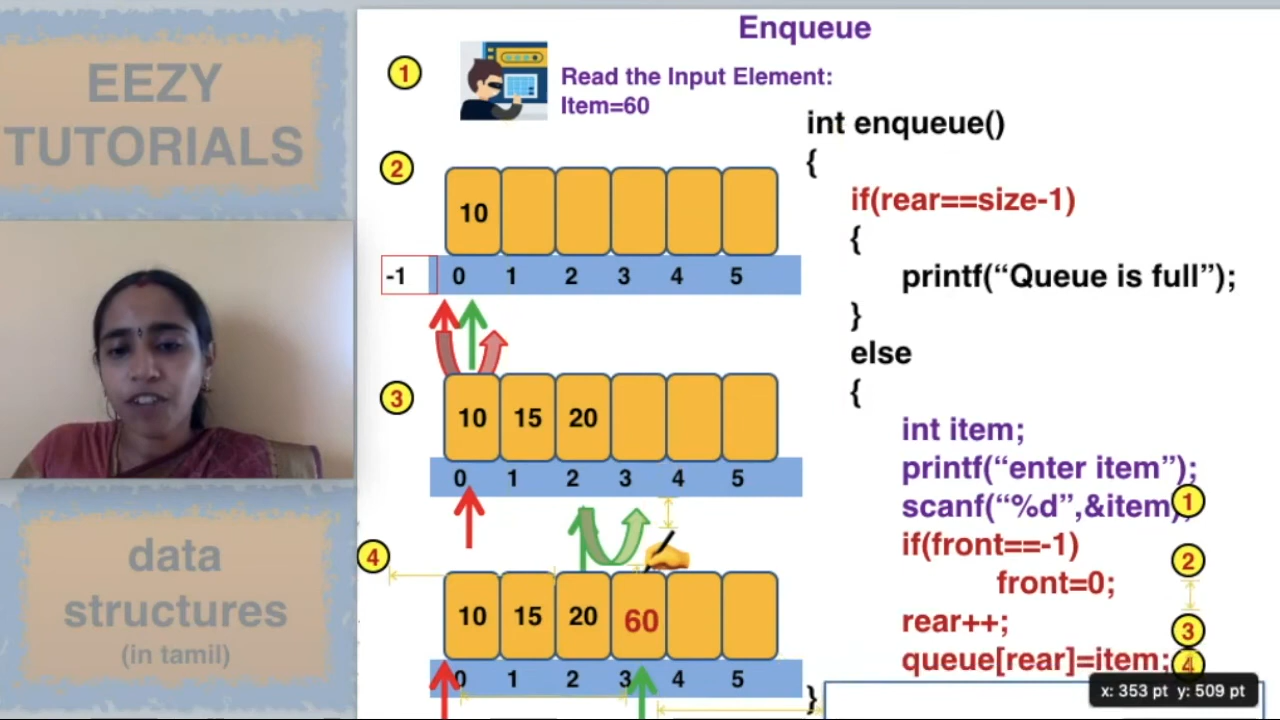 EEZY
TUTORIALS
data
structures
(in tamil)
Enqueue
1
Read the Input Element:
Item=60
2
10
-1 0 1 2 3 4 5
3
10 15 20
0 1 2 3 4 5
4
10 15 20 60
0 1 2 3 4 5
int enqueue()
{
if(rear==size-1)
{
printf(“Queue is full”);
}
else
{
int item;
printf(“enter item”);
scanf(“%d”,&item); 1
if(front==-1) 2
front=0;
rear++; 3
queue[rear]=item; 4
}
x: 353 pt y: 509 pt